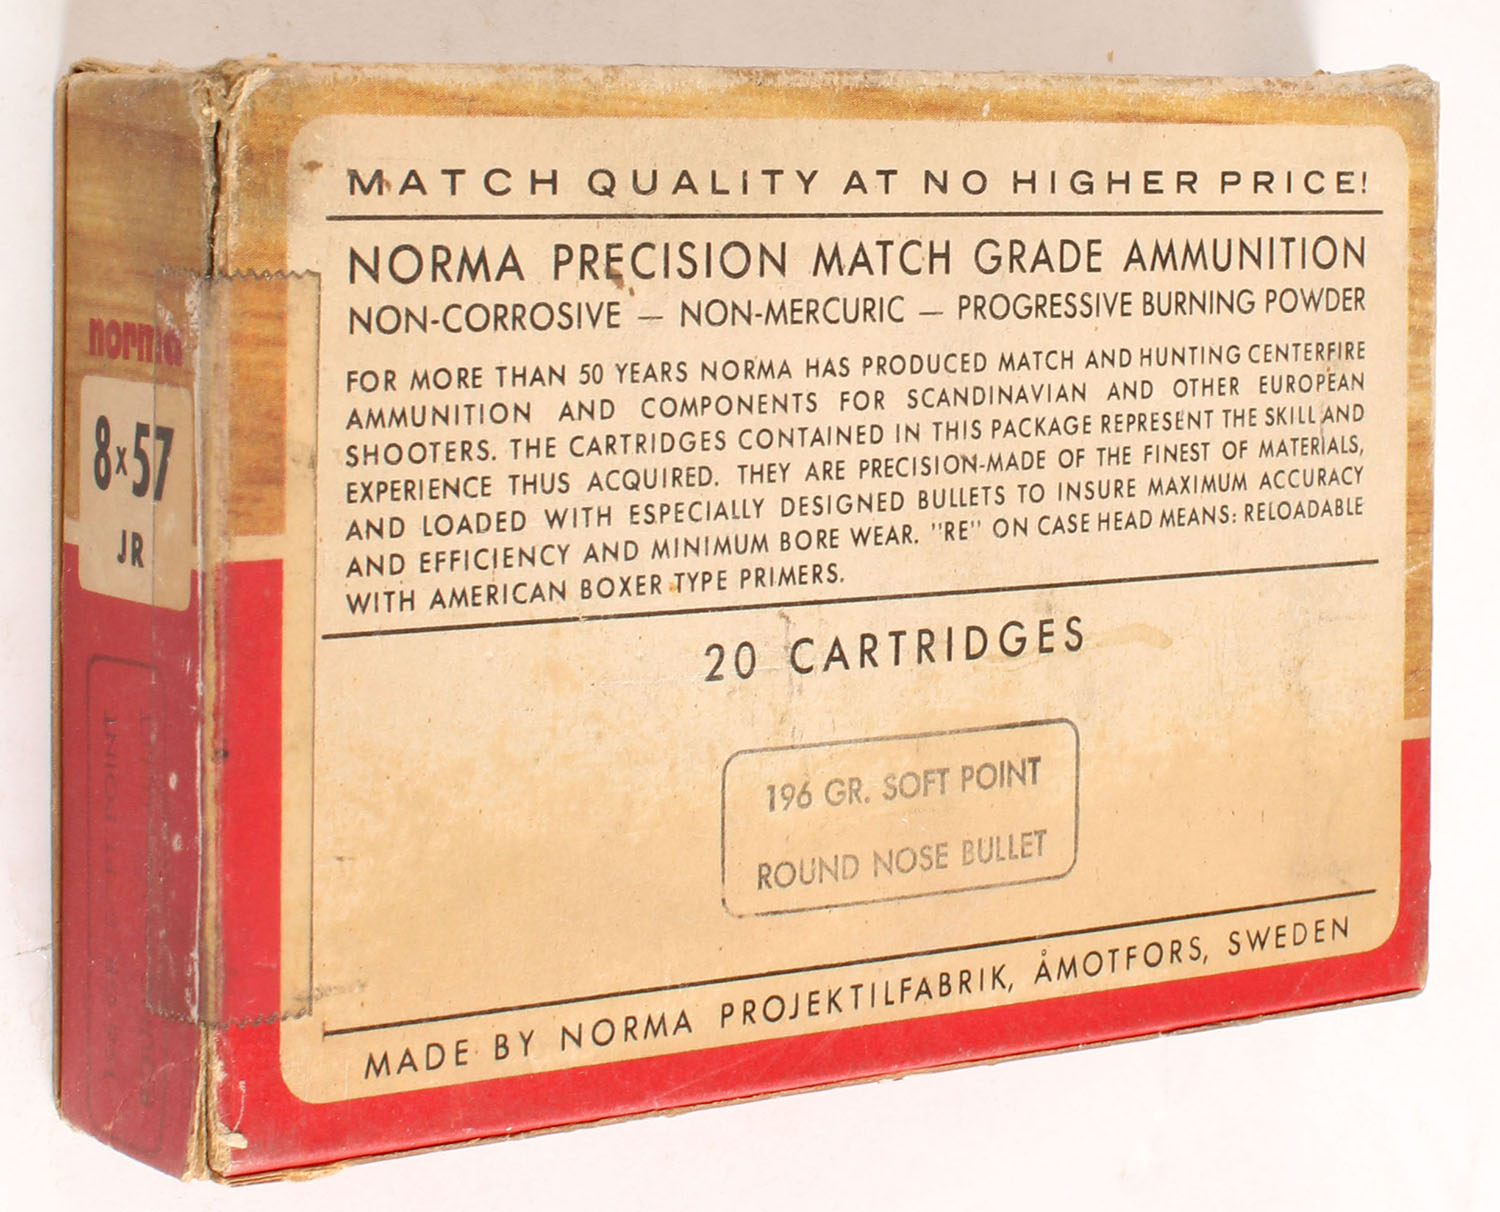 MATCH QUALITY AT NO HIGHER PRICE!
NORMA PRECISION MATCH GRADE AMMUNITION
NON-CORROSIVE — NON-MERCURIC — PROGRESSIVE BURNING POWDER
FOR MORE THAN 50 YEARS NORMA HAS PRODUCED MATCH AND HUNTING CENTERFIRE
AMMUNITION AND COMPONENTS FOR SCANDINAVIAN AND OTHER EUROPEAN
SHOOTERS. THE CARTRIDGES CONTAINED IN THIS PACKAGE REPRESENT THE SKILL AND
EXPERIENCE THUS ACQUIRED. THEY ARE PRECISION-MADE OF THE FINEST OF MATERIALS,
AND LOADED WITH ESPECIALLY DESIGNED BULLETS TO INSURE MAXIMUM ACCURACY
AND EFFICIENCY AND MINIMUM BORE WEAR. "RE" ON CASE HEAD MEANS: RELOADABLE
WITH AMERICAN BOXER TYPE PRIMERS.
20 CARTRIDGES
196 GR. SOFT POINT
ROUND NOSE BULLET
MADE BY NORMA PROJEKTILFABRIK, ÅMOTFORS, SWEDEN
norma
8x57
JR